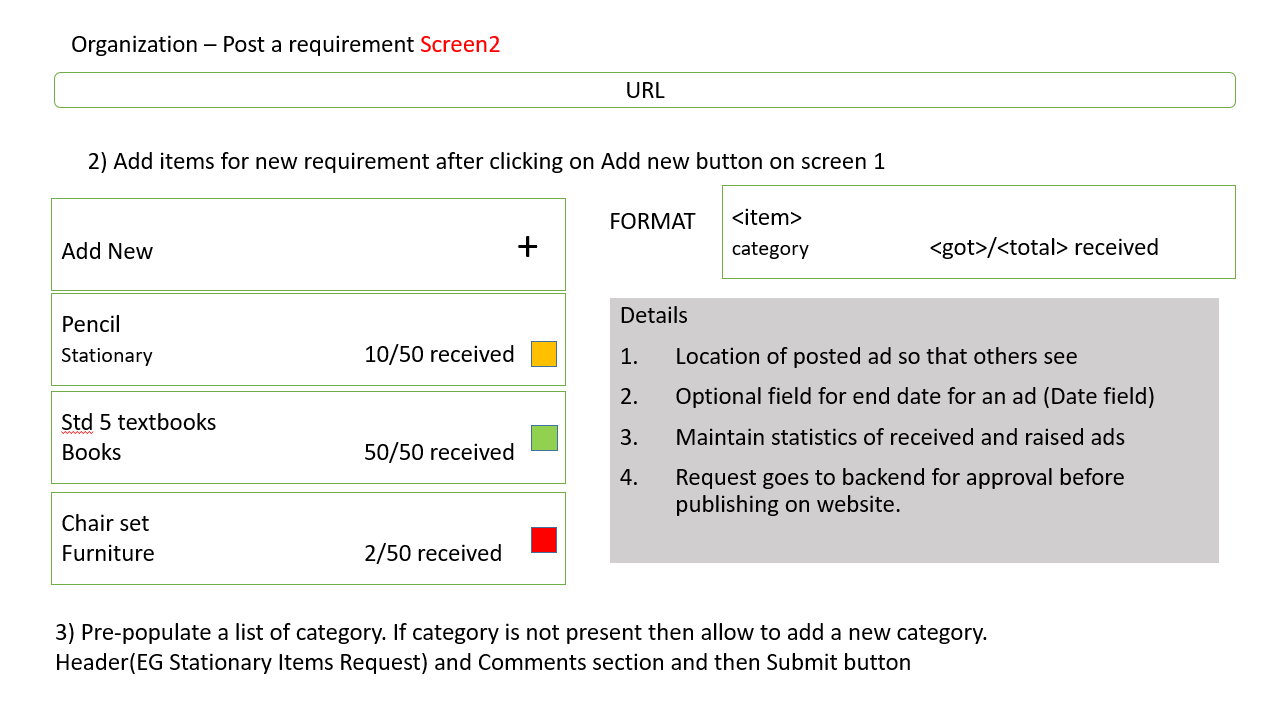 Organization – Post a requirement Screen2
URL
2) Add items for new requirement after clicking on Add new button on screen 1
Add New +
FORMAT
<item>
category <got>/<total> received
Pencil
Stationary 10/50 received
Std 5 textbooks
Books 50/50 received
Chair set
Furniture 2/50 received
Details
1. Location of posted ad so that others see
2. Optional field for end date for an ad (Date field)
3. Maintain statistics of received and raised ads
4. Request goes to backend for approval before
publishing on website.
3) Pre-populate a list of category. If category is not present then allow to add a new category.
Header(EG Stationary Items Request) and Comments section and then Submit button